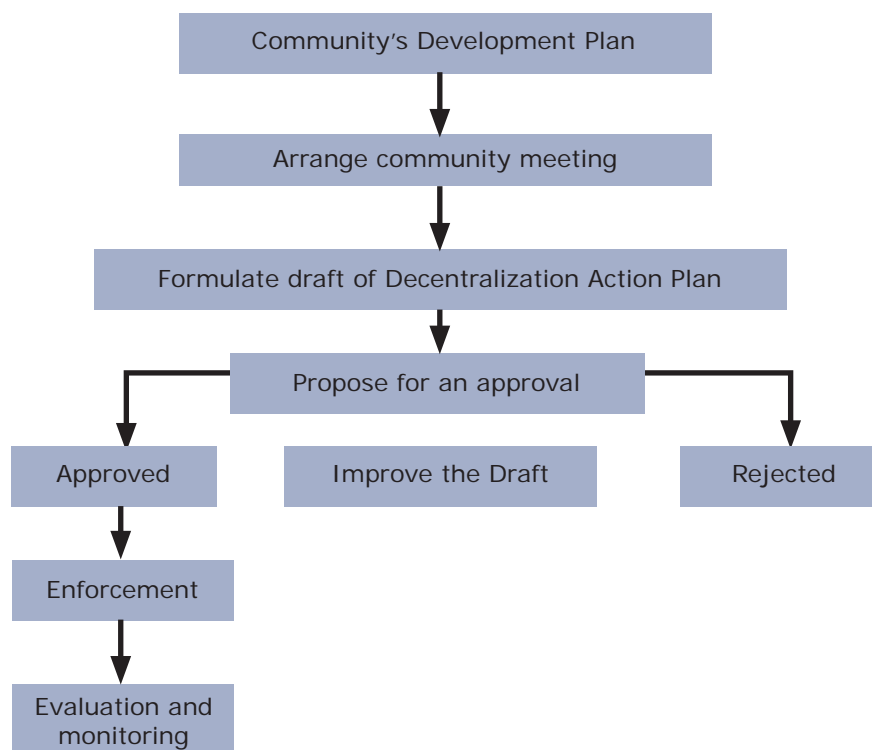 Community's Development Plan
Arrange community meeting
Formulate draft of Decentralization Action Plan
Propose for an approval
Approved
Improve the Draft
Rejected
Enforcement
Evaluation and
monitoring